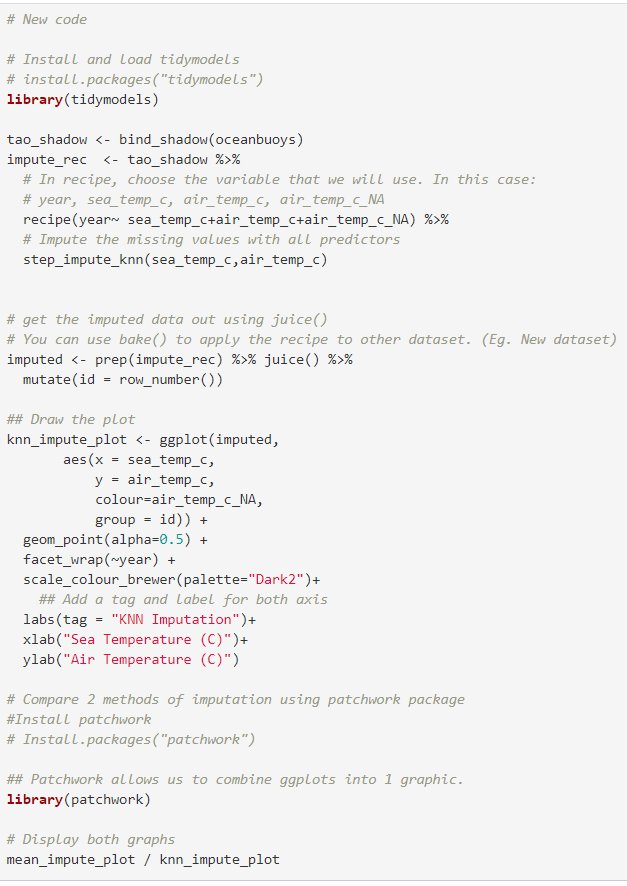 # New code
# Install and load tidymodels
# install.packages("tidymodels")
library(tidymodels)
tao_shadow <- bind_shadow(oceanbuoys)
impute_rec  <- tao_shadow %>%
  # In recipe, choose the variable that we will use. In this case:
  # year, sea_temp_c, air_temp_c, air_temp_c_NA
  recipe(year~ sea_temp_c+air_temp_c+air_temp_c_NA) %>%
  # Impute the missing values with all predictors
  step_impute_knn(sea_temp_c,air_temp_c)
# get the imputed data out using juice()
# You can use bake() to apply the recipe to other dataset. (Eg. New dataset)
imputed <- prep(impute_rec) %>% juice() %>%
  mutate(id = row_number())
## Draw the plot
knn_impute_plot <- ggplot(imputed,
       aes(x = sea_temp_c,
           y = air_temp_c,
           colour=air_temp_c_NA,
           group = id)) +
  geom_point(alpha=0.5) +
  facet_wrap(~year) +
  scale_colour_brewer(palette="Dark2")+
    ## Add a tag and label for both axis
  labs(tag = "KNN Imputation")+
  xlab("Sea Temperature (C)")+
  ylab("Air Temperature (C)")
# Compare 2 methods of imputation using patchwork package
#Install patchwork
# Install.packages("patchwork")
## Patchwork allows us to combine ggplots into 1 graphic.
library(patchwork)
# Display both graphs
mean_impute_plot / knn_impute_plot